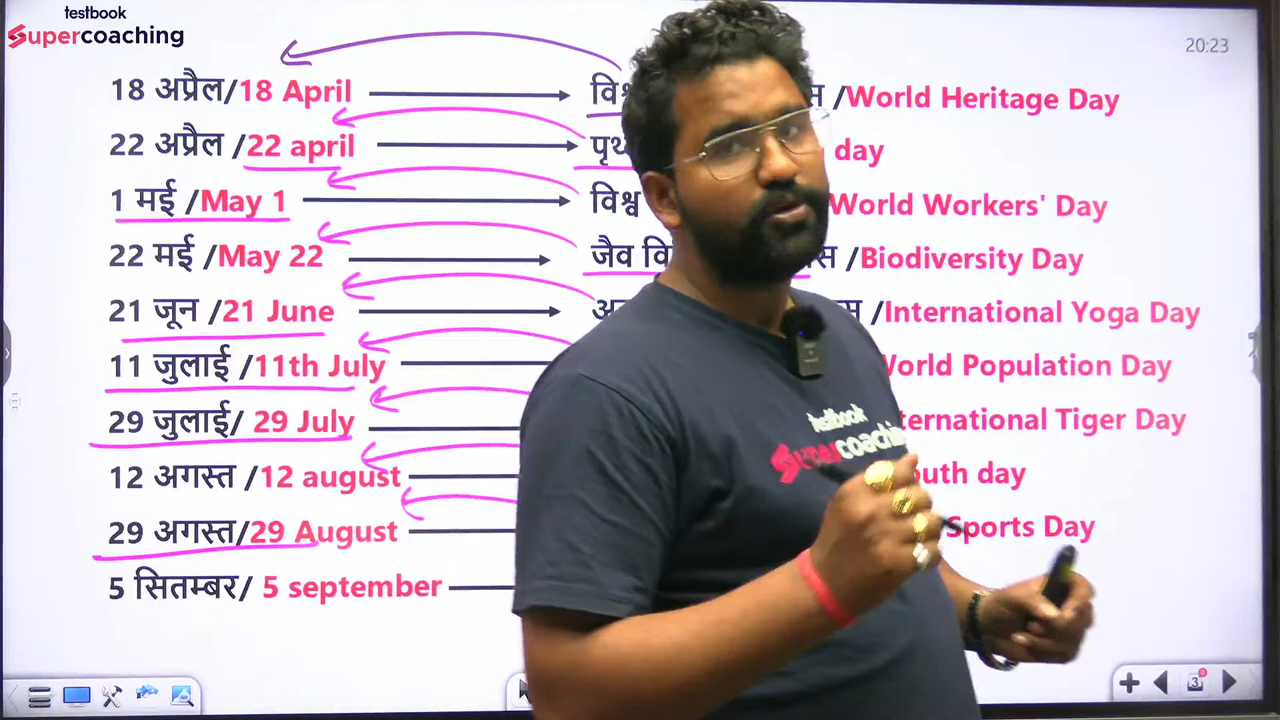 testbook
Supercoaching
20:23
18 अप्रैल/18 April /World Heritage Day
22 अप्रैल /22 april day
1 मई /May 1 विश्व World Workers' Day
22 मई /May 22 जैव /Biodiversity Day
21 जून /21 June /International Yoga Day
11 जुलाई /11th July World Population Day
29 जुलाई/ 29 July Tiger Day
12 अगस्त /12 august day
29 अगस्त/29 August Sports Day
5 सितम्बर/ 5 september
testbook
Supercoaching
3